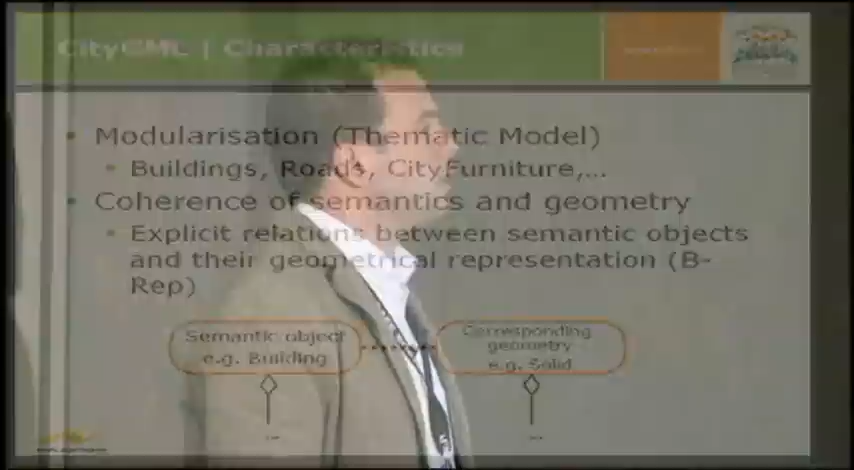 CityGML | Characteristics
• Modularisation (Thematic Model)
• Buildings, Roads, CityFurniture,...
• Coherence of semantics and geometry
• Explicit relations between semantic objects
and their geometrical representation (B-
Rep)
Semantic object
e.g. Building
Corresponding
geometry
e.g. Solid
...
...